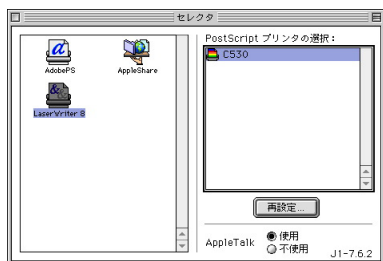 セレクタ
AdobePS
AppleShare
LaserWriter 8
PostScript プリンタの選択：
C530
再設定...
AppleTalk
使用
不使用
J1-7.6.2